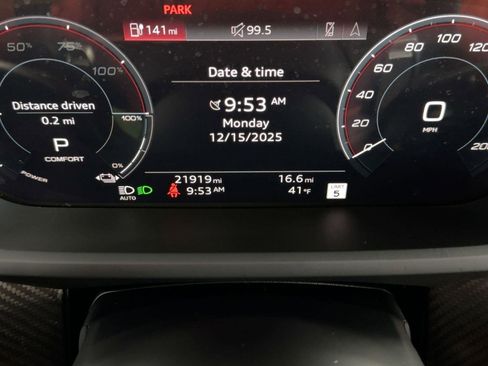 PARK
141 mi
99.5
50%
75%
100%
Date & time
9:53 AM
Monday
12/15/2025
Distance driven
0.2 mi
P
COMFORT
100%
0%
POWER
0
MPH
0
20
40
60
80
100
120
21919 mi
16.6 mi
AUTO
9:53 AM
41 °F
LIMIT
5